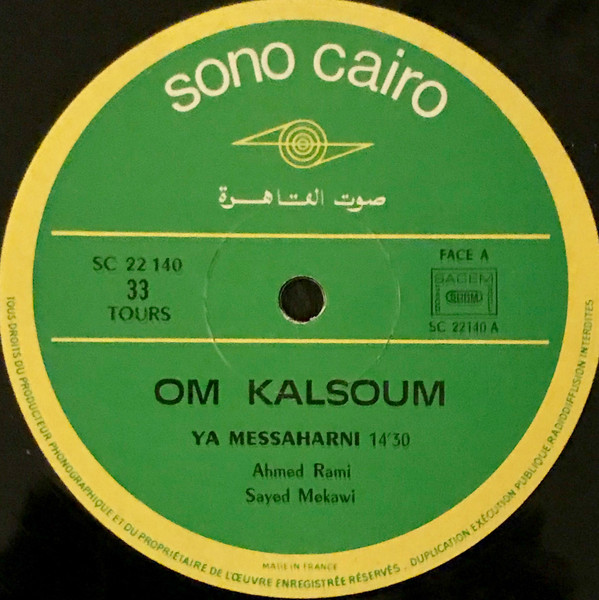 sono cairo
صوت القاهرة
SC 22 140
33
TOURS
FACE A
SACEM
SC 22140 A
OM KALSOUM
YA MESSAHARNI 14'30
Ahmed Rami
Sayed Mekawi
MADE IN FRANCE
TOUS DROITS DU PRODUCTEUR PHONOGRAPHIQUE ET DU PROPRIÉTAIRE DE L'ŒUVRE ENREGISTRÉE RÉSERVÉS. DUPLICATION EXÉCUTION PUBLIQUE, RADIODIFFUSION INTERDITES